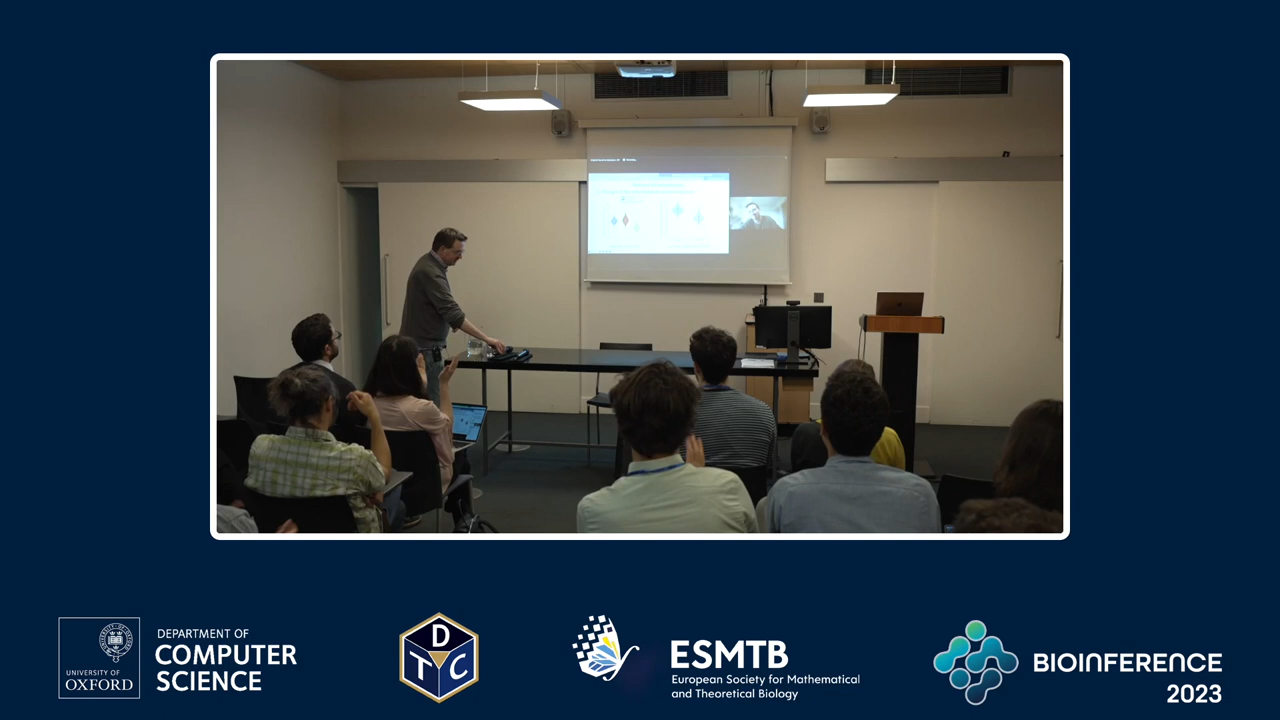 UNIVERSITY OF
OXFORD
DEPARTMENT OF
COMPUTER
SCIENCE
D
T C
ESMTB
European Society for Mathematical
and Theoretical Biology
BIOINFERENCE
2023